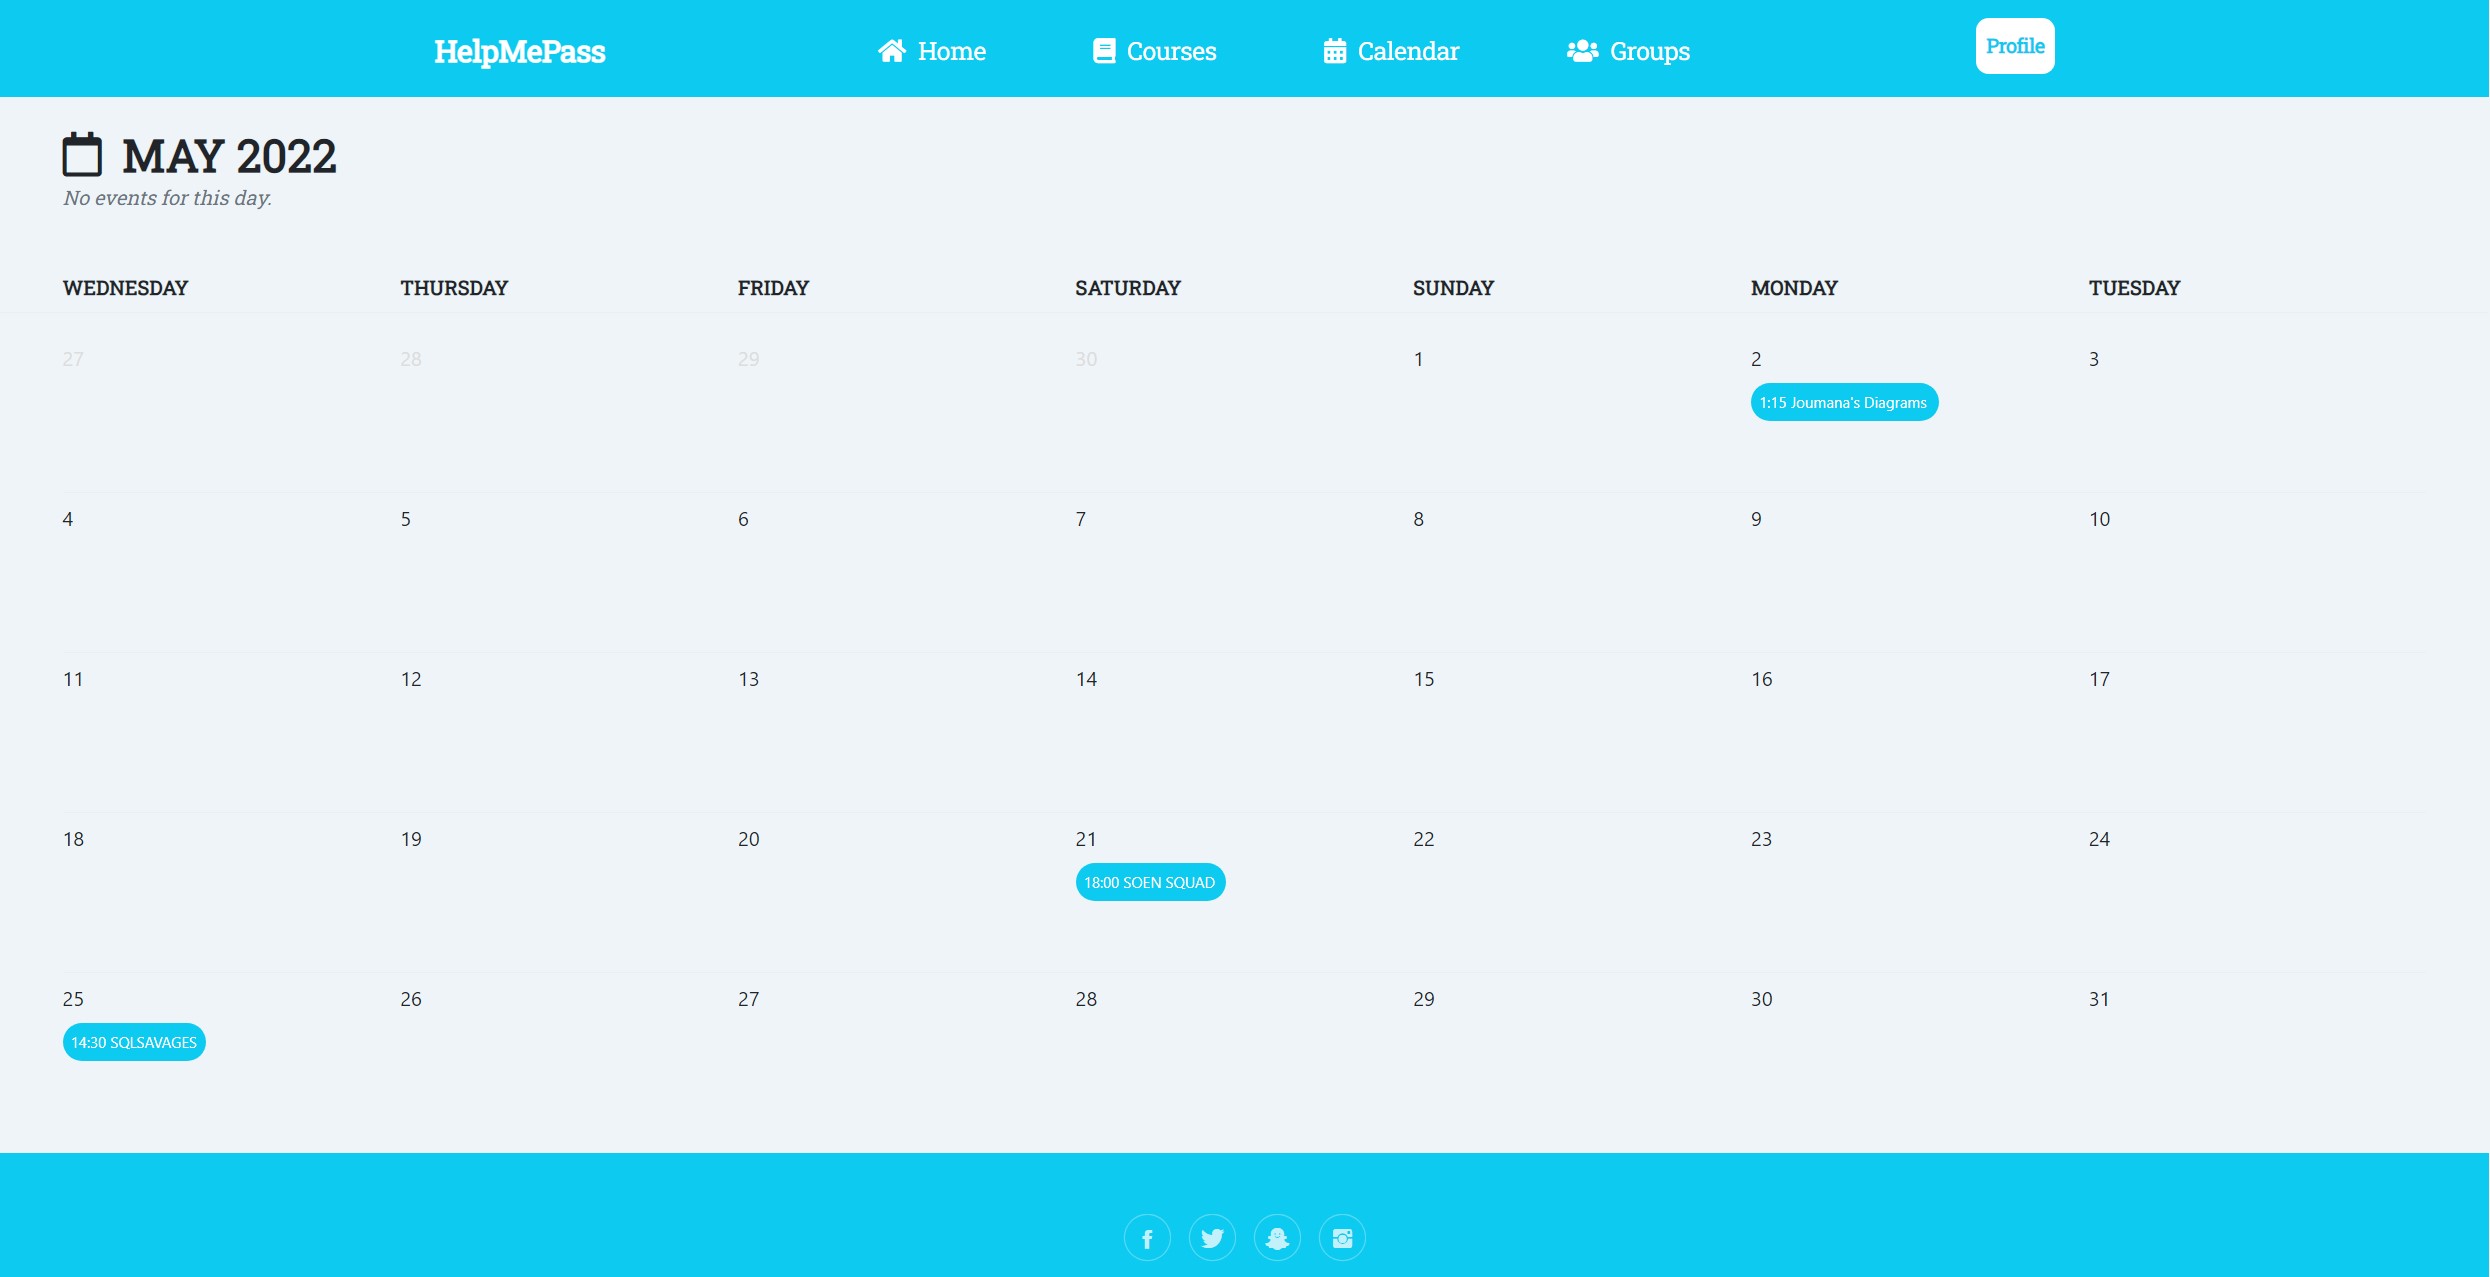 HelpMePass
Home
Courses
Calendar
Groups
Profile
MAY 2022
No events for this day.
WEDNESDAY THURSDAY FRIDAY SATURDAY SUNDAY MONDAY TUESDAY
27 28 29 30 1 2 3
1:15 Joumana's Diagrams
4 5 6 7 8 9 10
11 12 13 14 15 16 17
18 19 20 21 22 23 24
18:00 SOEN SQUAD
25 26 27 28 29 30 31
14:30 SQLSAVAGES